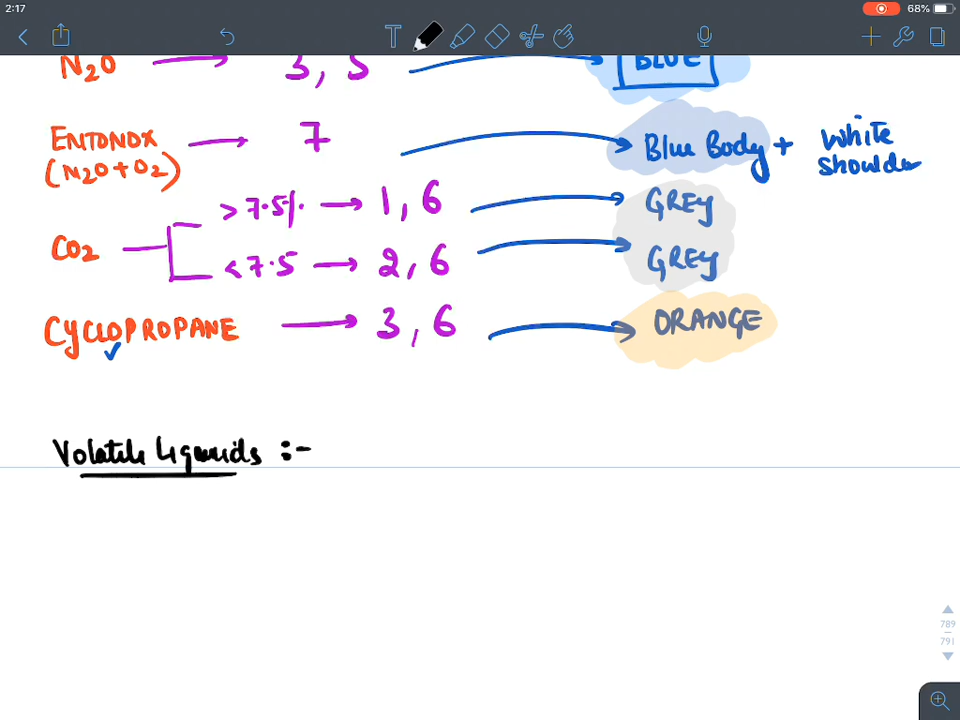 2:17
68%
T
N2O → 3, 5 → BLUE
ENTONOX → 7 → Blue Body + White
(N2O + O2) shoulder
>7.5% → 1, 6 → GREY
CO2
<7.5 → 2, 6 → GREY
CYCLOPROPANE → 3, 6 → ORANGE
Volatile Liquids :-
789
791